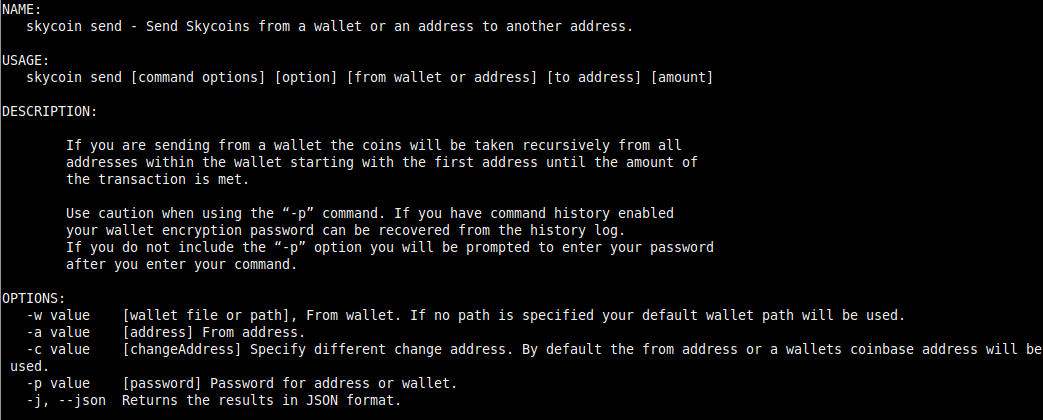 NAME:
skycoin send - Send Skycoins from a wallet or an address to another address.
USAGE:
skycoin send [command options] [option] [from wallet or address] [to address] [amount]
DESCRIPTION:
If you are sending from a wallet the coins will be taken recursively from all
addresses within the wallet starting with the first address until the amount of
the transaction is met.
Use caution when using the “-p” command. If you have command history enabled
your wallet encryption password can be recovered from the history log.
If you do not include the “-p” option you will be prompted to enter your password
after you enter your command.
OPTIONS:
-w value    [wallet file or path], From wallet. If no path is specified your default wallet path will be used.
-a value    [address] From address.
-c value    [changeAddress] Specify different change address. By default the from address or a wallets coinbase address will be
used.
-p value    [password] Password for address or wallet.
-j, --json  Returns the results in JSON format.